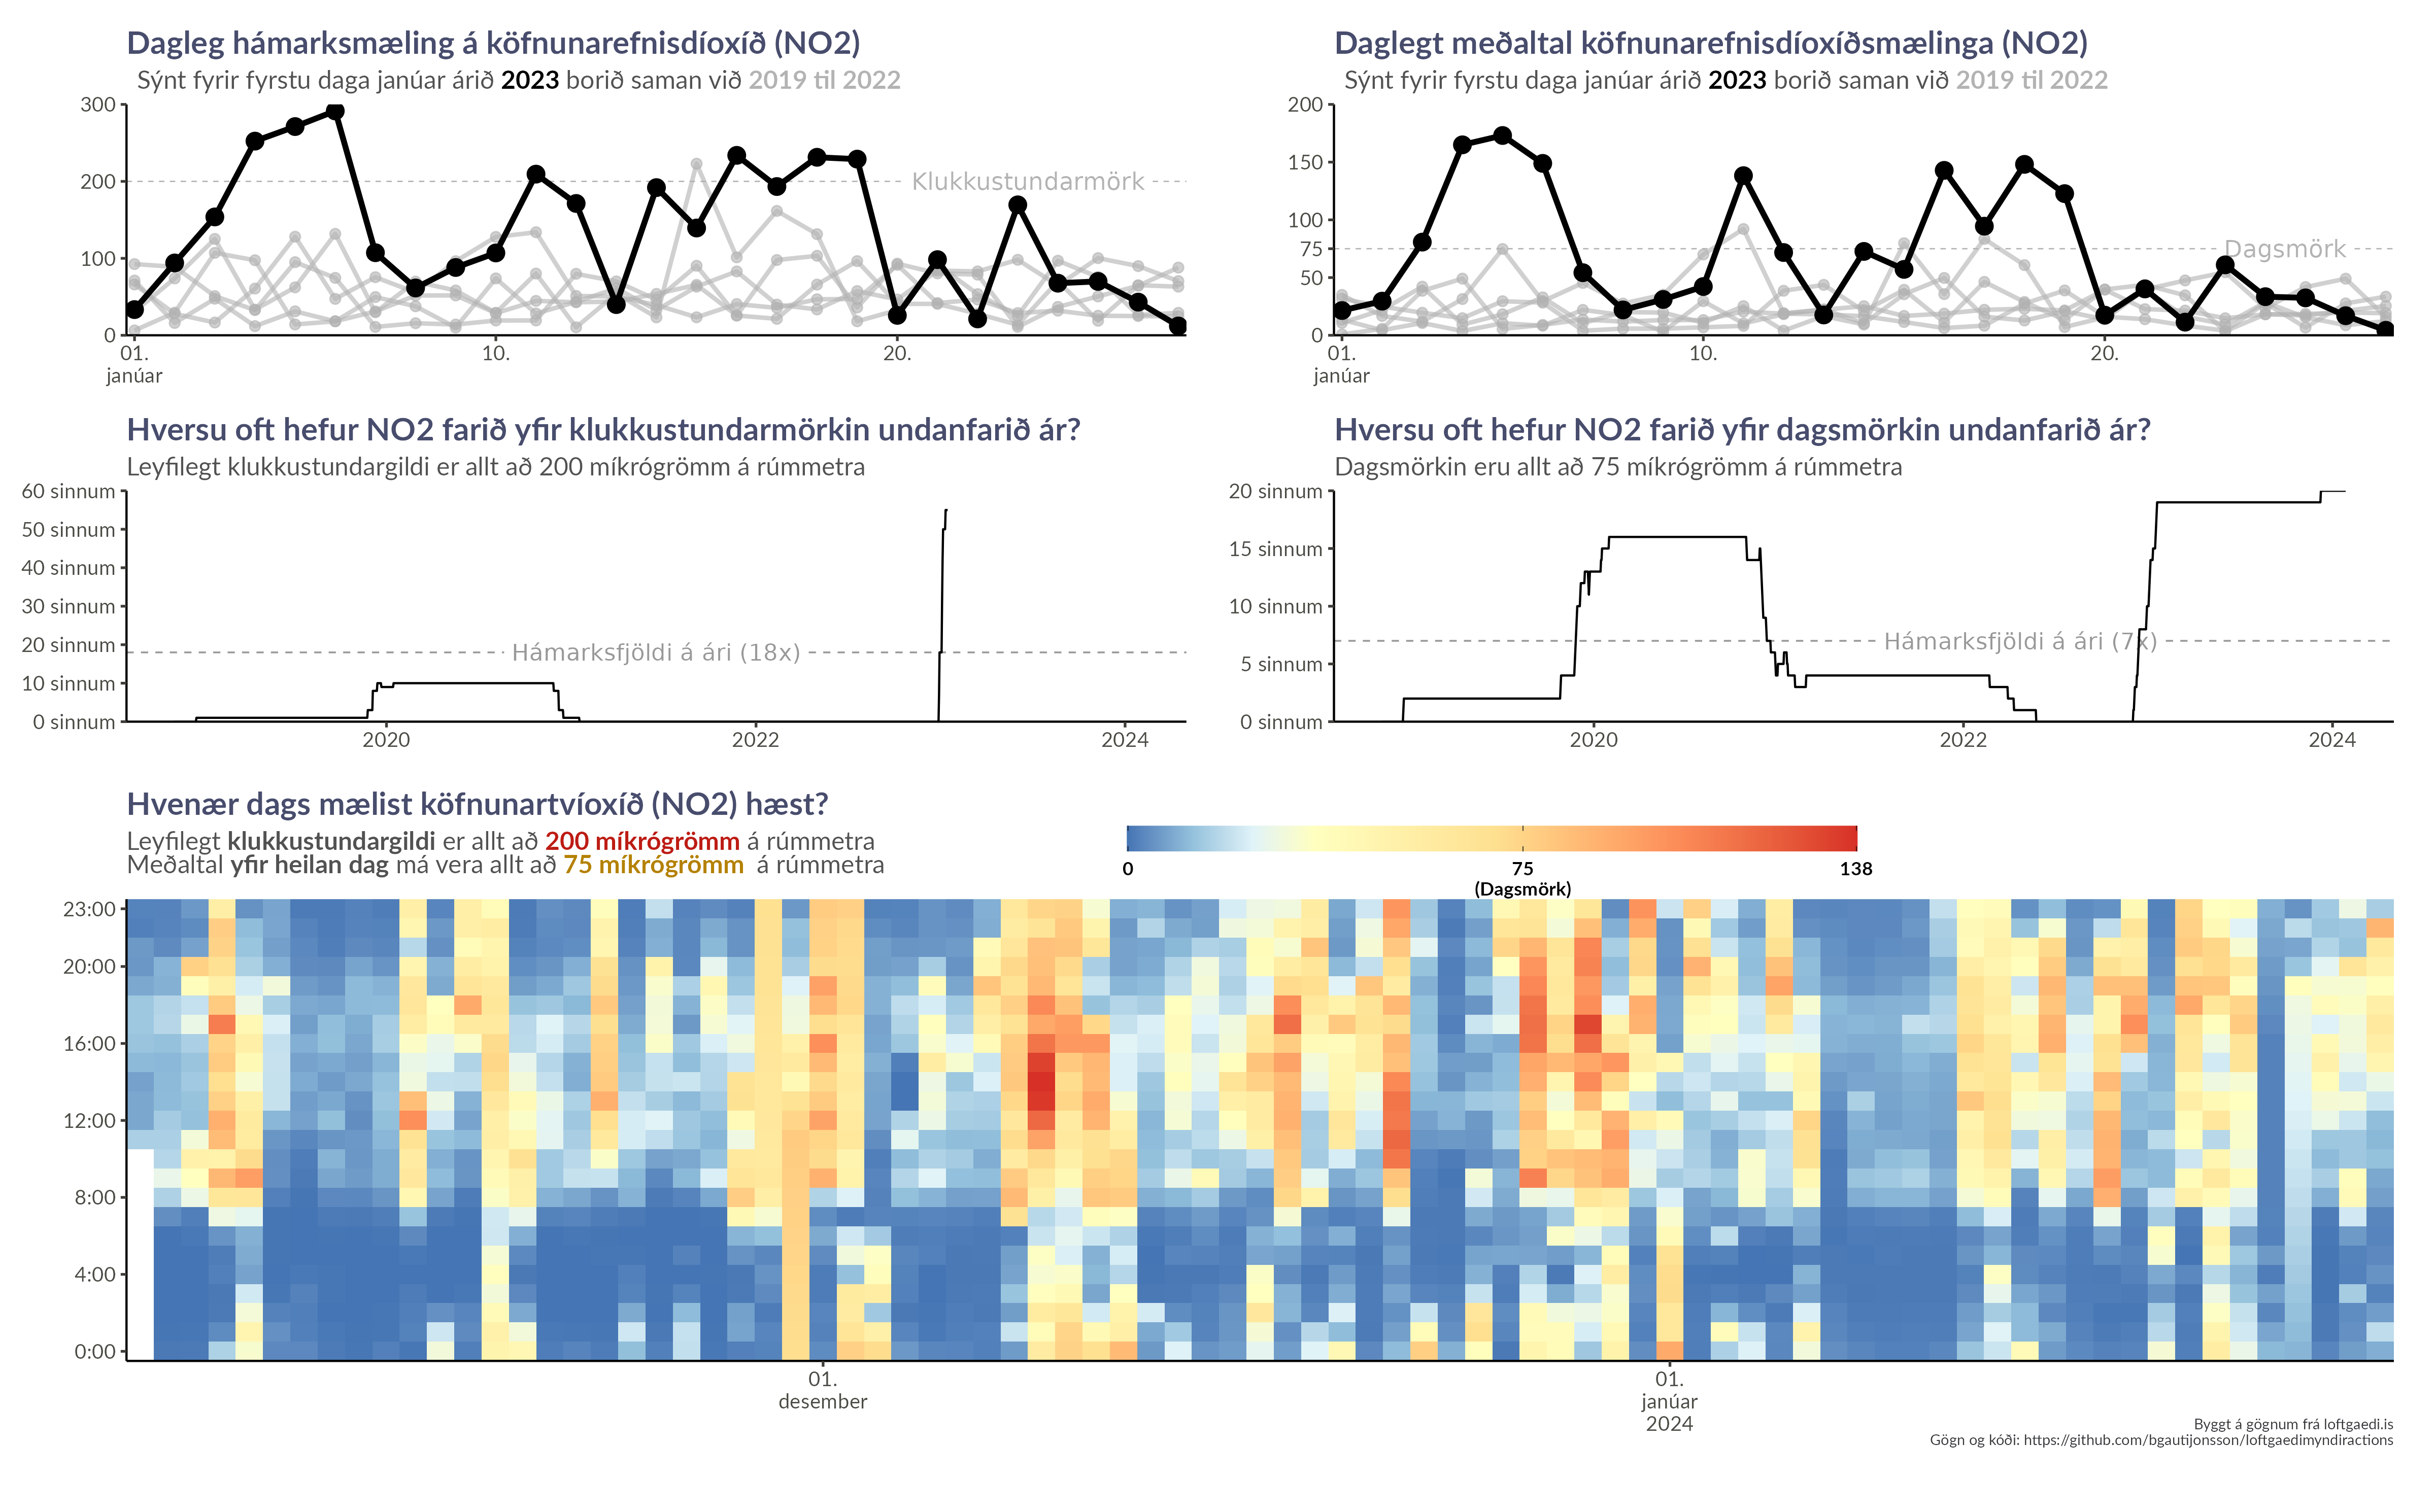 Dagleg hámarksmæling á köfnunarefnisdíoxíð (NO2)
Sýnt fyrir fyrstu daga janúar árið 2023 borið saman við 2019 til 2022
300
200
100
0
Klukkustundarmörk
01.
janúar
10.
20.
Daglegt meðaltal köfnunarefnisdíoxíðsmælinga (NO2)
Sýnt fyrir fyrstu daga janúar árið 2023 borið saman við 2019 til 2022
200
150
100
75
50
0
Dagsmörk
01.
janúar
10.
20.
Hversu oft hefur NO2 farið yfir klukkustundarmörkin undanfarið ár?
Leyfilegt klukkustundargildi er allt að 200 míkrógrömm á rúmmetra
60 sinnum
50 sinnum
40 sinnum
30 sinnum
20 sinnum
10 sinnum
0 sinnum
Hámarksfjöldi á ári (18x)
2020
2022
2024
Hversu oft hefur NO2 farið yfir dagsmörkin undanfarið ár?
Dagsmörkin eru allt að 75 míkrógrömm á rúmmetra
20 sinnum
15 sinnum
10 sinnum
5 sinnum
0 sinnum
Hámarksfjöldi á ári (7x)
2020
2022
2024
Hvenær dags mælist köfnunartvíoxíð (NO2) hæst?
Leyfilegt klukkustundargildi er allt að 200 míkrógrömm á rúmmetra
Meðaltal yfir heilan dag má vera allt að 75 míkrógrömm á rúmmetra
0
75
(Dagsmörk)
138
23:00
20:00
16:00
12:00
8:00
4:00
0:00
01.
desember
01.
janúar
2024
Byggt á gögnum frá loftgaedi.is
Gögn og kóði: https://github.com/bgautijonsson/loftgaedimyndiractions